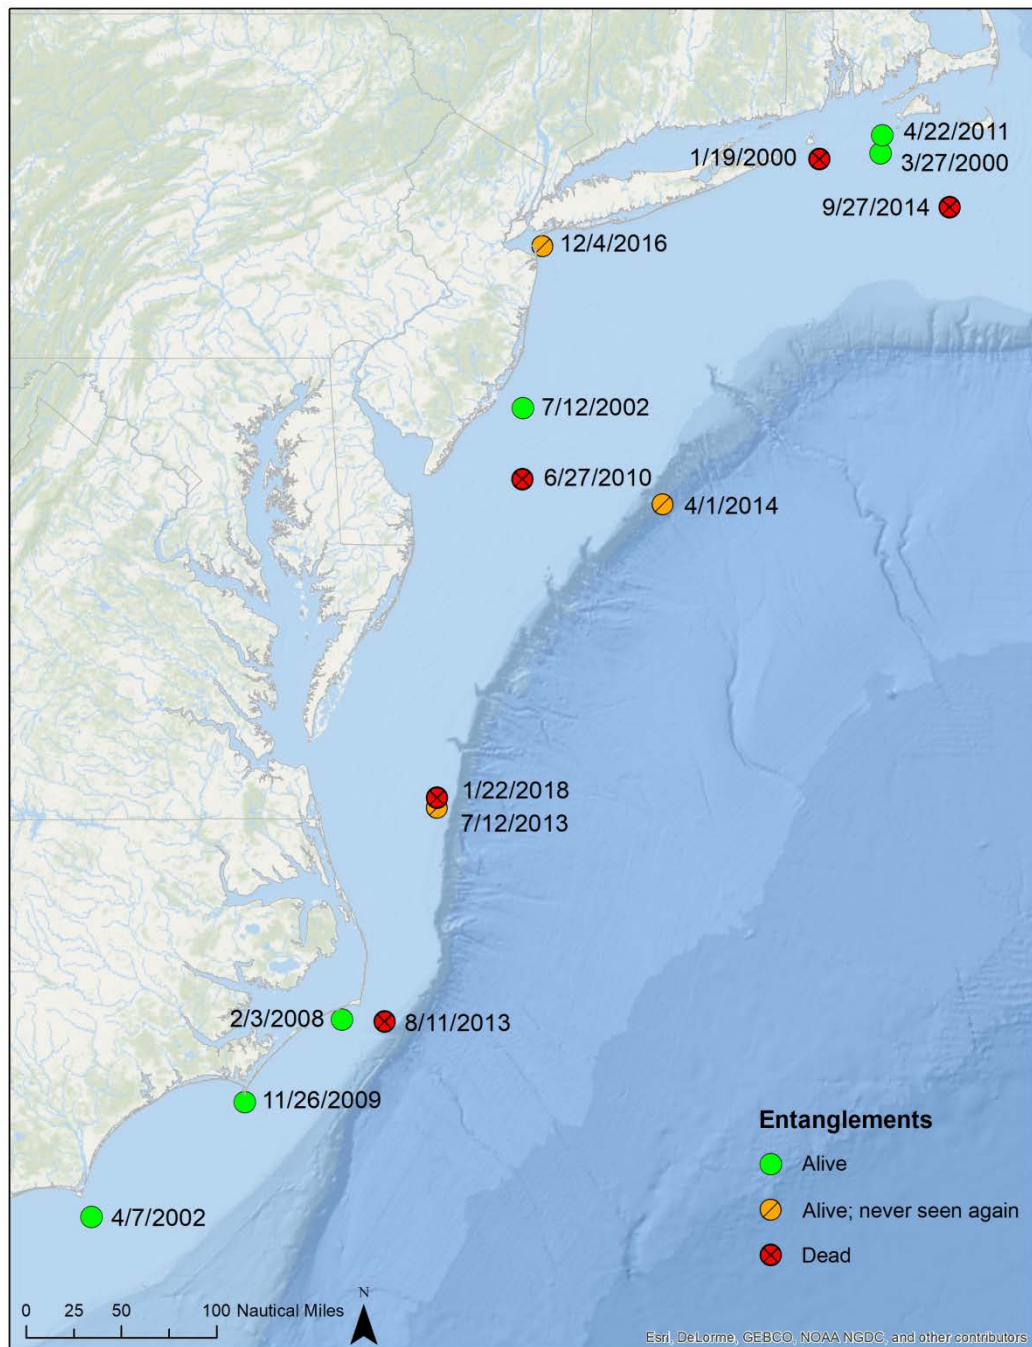 4/22/2011
1/19/2000
3/27/2000
9/27/2014
12/4/2016
7/12/2002
6/27/2010
4/1/2014
1/22/2018
7/12/2013
2/3/2008
8/11/2013
11/26/2009
4/7/2002
Entanglements
Alive
Alive; never seen again
Dead
N
0 25 50 100 Nautical Miles
Esri, DeLorme, GEBCO, NOAA NGDC, and other contributors